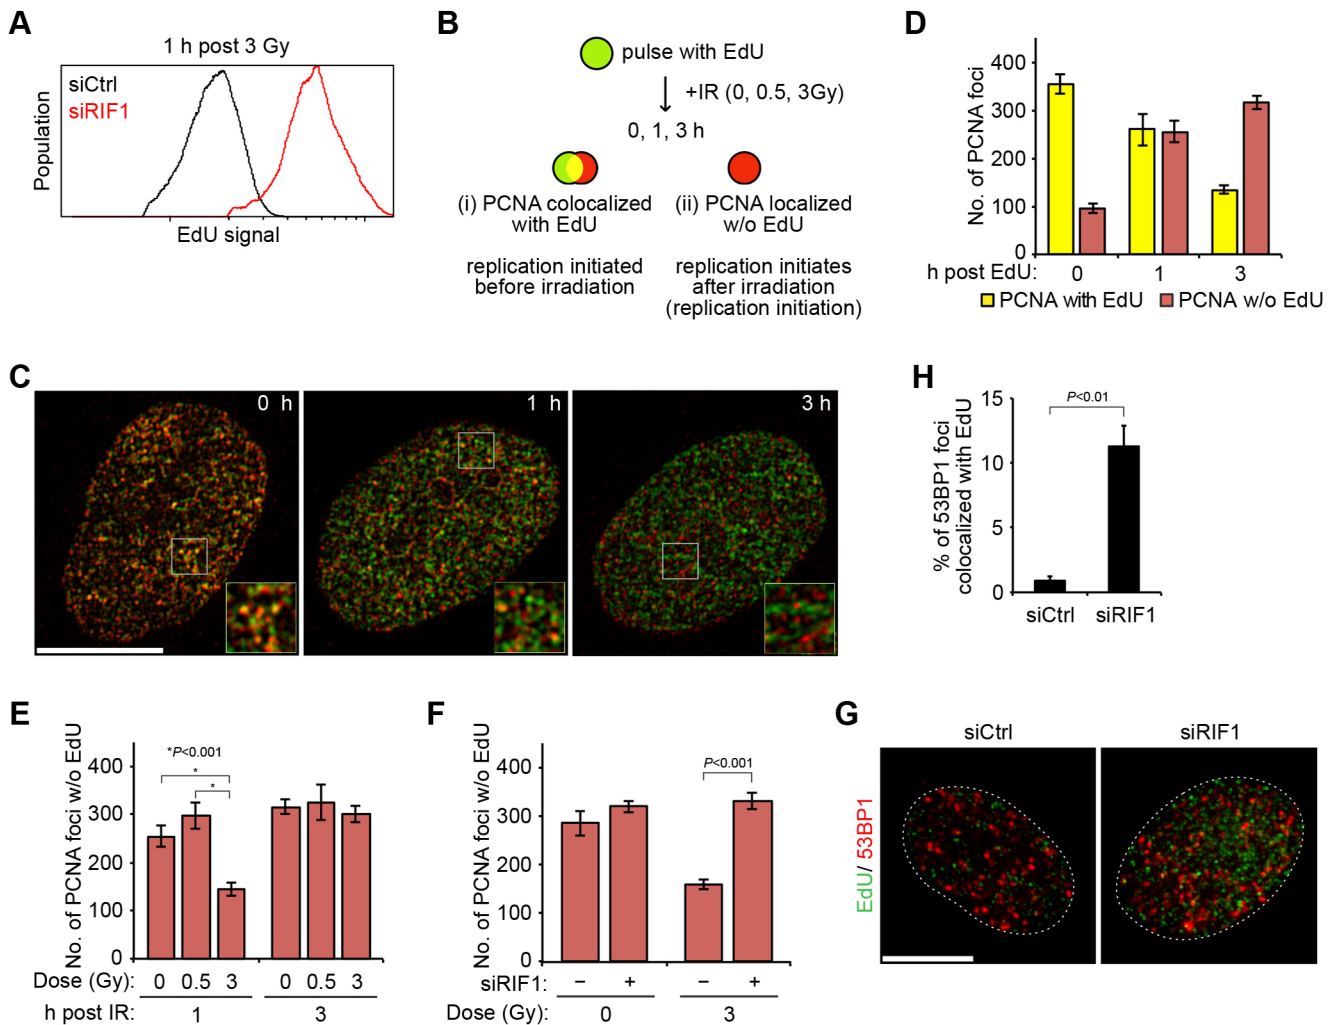 A
1 h post 3 Gy
siCtrl
siRIF1
Population
EdU signal
B
pulse with EdU
+IR (0, 0.5, 3Gy)
0, 1, 3 h
(i) PCNA colocalized
with EdU
(ii) PCNA localized
w/o EdU
replication initiated
before irradiation
replication initiates
after irradiation
(replication initiation)
D
No. of PCNA foci
400
300
200
100
0
h post EdU: 0 1 3
PCNA with EdU PCNA w/o EdU
C
0 h
1 h
3 h
H
% of 53BP1 foci
colocalized with EdU
15
10
5
0
P<0.01
siCtrl siRIF1
E
No. of PCNA foci w/o EdU
400
300
200
100
0
*P<0.001
*
*
Dose (Gy): 0 0.5 3 0 0.5 3
h post IR: 1 3
F
No. of PCNA foci w/o EdU
400
300
200
100
0
P<0.001
siRIF1: − + − +
Dose (Gy): 0 3
G
siCtrl siRIF1
EdU/ 53BP1